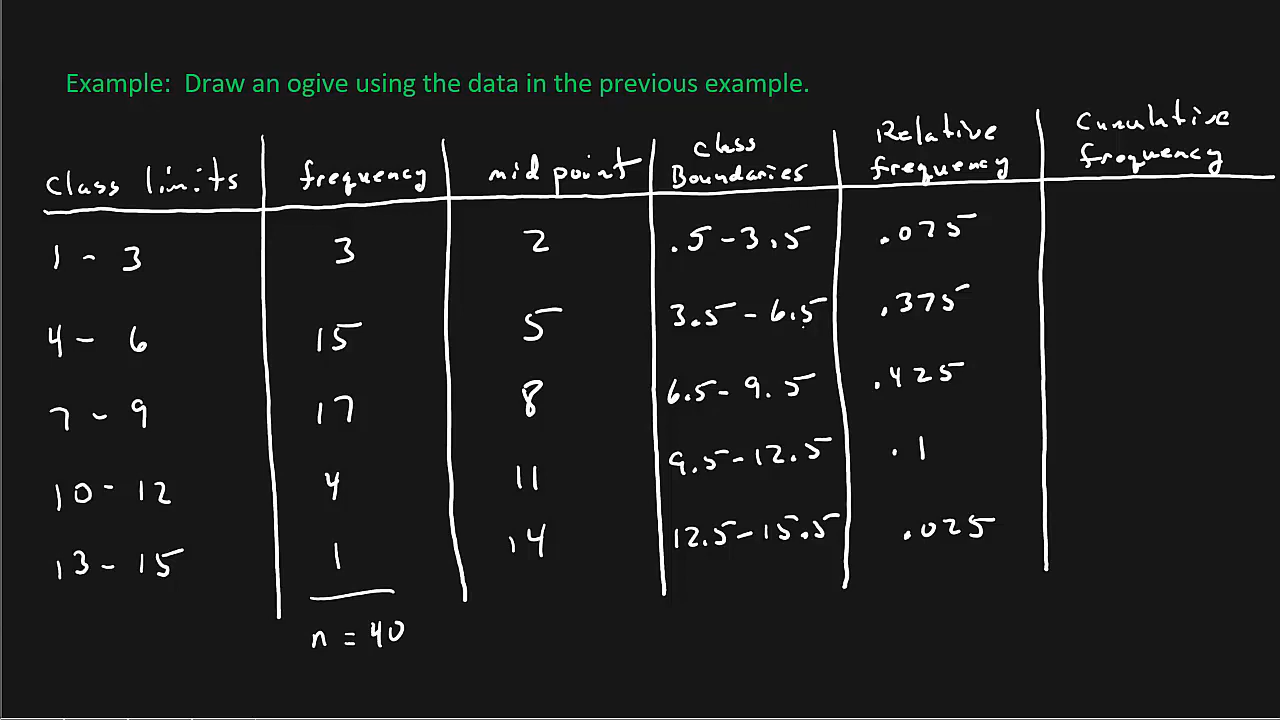 Example: Draw an ogive using the data in the previous example.
class limits frequency midpoint class Boundaries Relative frequency Cumulative frequency
1 - 3 3 2 .5 - 3.5 .075
4 - 6 15 5 3.5 - 6.5 .375
7 - 9 17 8 6.5 - 9.5 .425
10 - 12 4 11 9.5 - 12.5 .1
13 - 15 1 14 12.5 - 15.5 .025
n = 40